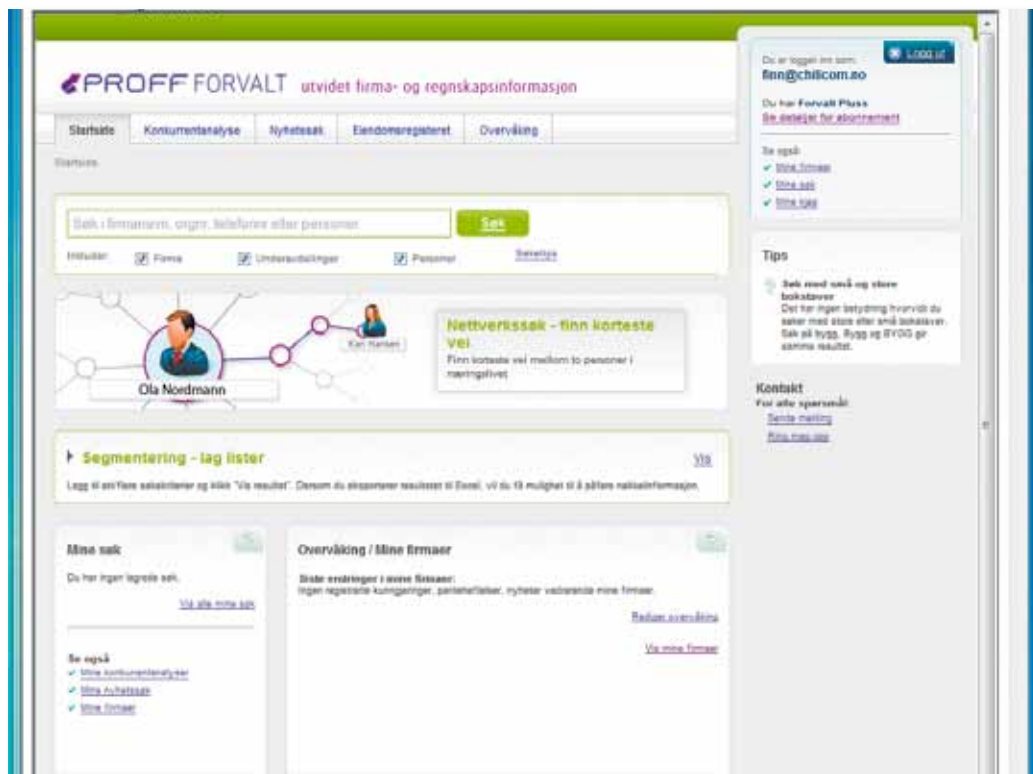 PROFF FORVALT utvidet firma- og regnskapsinformasjon
Startside Konkurrentanalyse Nyhetssøk Eiendomsregisteret Overvåking
Startside
Søk i firmanavn, orgnr, telefonnr eller personer
Søk
Inkluder: Firma Underavdelinger Personer
Ola Nordmann
Kari Hansen
Nettverkssøk - finn korteste
vei
Finn korteste vei mellom to personer i
næringslivet
Segmentering - lag lister
Vis
Legg til ett/flere søkekriterier og klikk "Vis resultat". Dersom du eksporterer resultatet til Excel, vil du få mulighet til å påføre nøkkelinformasjon.
Mine søk
Du har ingen lagrede søk.
Vis alle mine søk
Se også
Mine konkurrentanalyser
Mine nyhetssøk
Mine firmaer
Overvåking / Mine firmaer
Siste endringer i mine firmaer:
Ingen registrerte kunngjøringer, panteheftelser, nyheter vedrørende mine firmaer.
Rediger overvåking
Vis mine firmaer
Logg ut
Du er logget inn som:
finn@chilicom.no
Du har Forvalt Pluss
Se detaljer for abonnement
Se også:
Mine firmaer
Mine søk
Mine kjøp
Tips
Søk med små og store
bokstaver
Det har ingen betydning hvorvidt du
søker med store eller små bokstaver.
Søk på bygg, Bygg og BYGG gir
samme resultat.
Kontakt
For alle spørsmål:
Sende melding
Ring meg opp